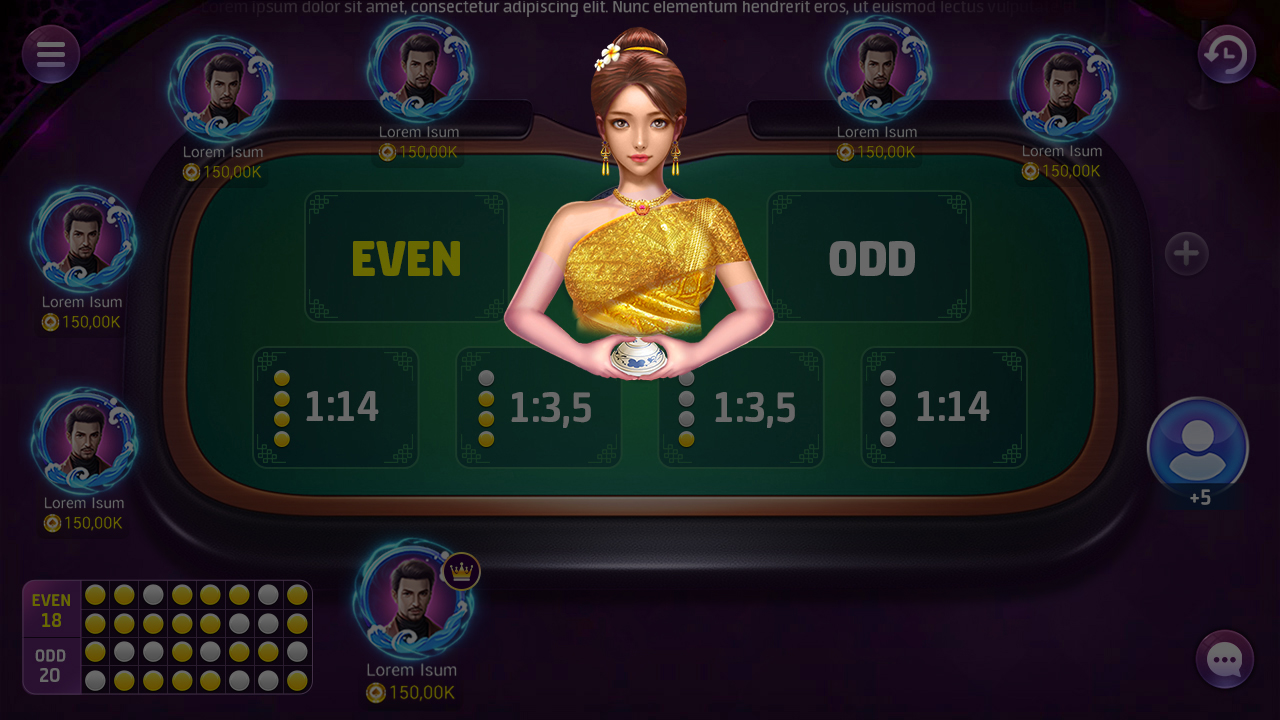 Lorem ipsum dolor sit amet, consectetur adipiscing elit. Nunc elementum hendrerit eros, ut euismod lectus
Lorem Isum
150,00K
Lorem Isum
150,00K
Lorem Isum
150,00K
Lorem Isum
150,00K
Lorem Isum
150,00K
EVEN
ODD
1:14
1:3,5
1:3,5
1:14
Lorem Isum
150,00K
+5
EVEN
18
ODD
20
Lorem Isum
150,00K